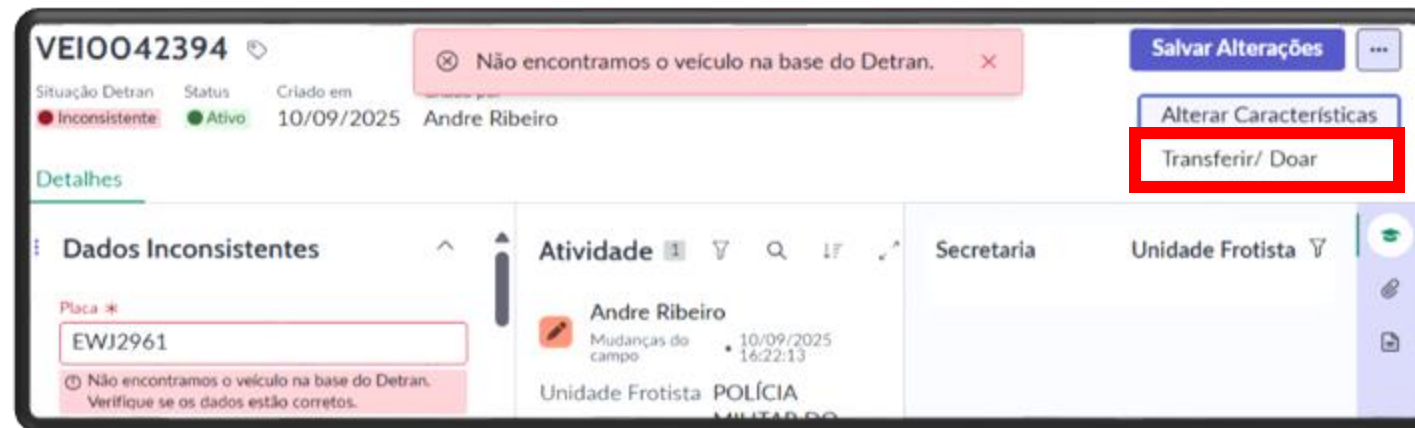 VEI0042394
Não encontramos o veículo na base do Detran.
Salvar Alterações
Situação Detran Status Criado em
Inconsistente Ativo 10/09/2025 Andre Ribeiro
Alterar Características
Transferir/ Doar
Detalhes
Dados Inconsistentes
Placa *
EWJ2961
Não encontramos o veículo na base do Detran.
Verifique se os dados estão corretos.
Atividade 1
Andre Ribeiro
Mudanças do campo • 10/09/2025 16:22:13
Unidade Frotista POLÍCIA
Secretaria Unidade Frotista